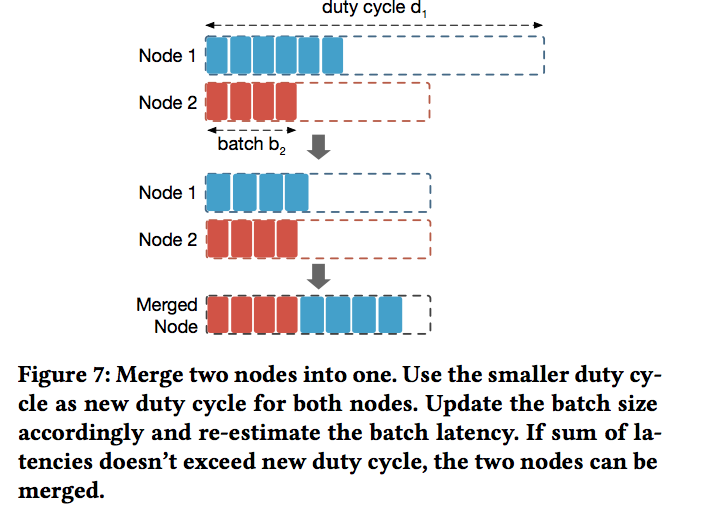 duty cycle d₁
Node 1
Node 2
batch b₂
Node 1
Node 2
Merged
Node
Figure 7: Merge two nodes into one. Use the smaller duty cy-
cle as new duty cycle for both nodes. Update the batch size
accordingly and re-estimate the batch latency. If sum of la-
tencies doesn’t exceed new duty cycle, the two nodes can be
merged.